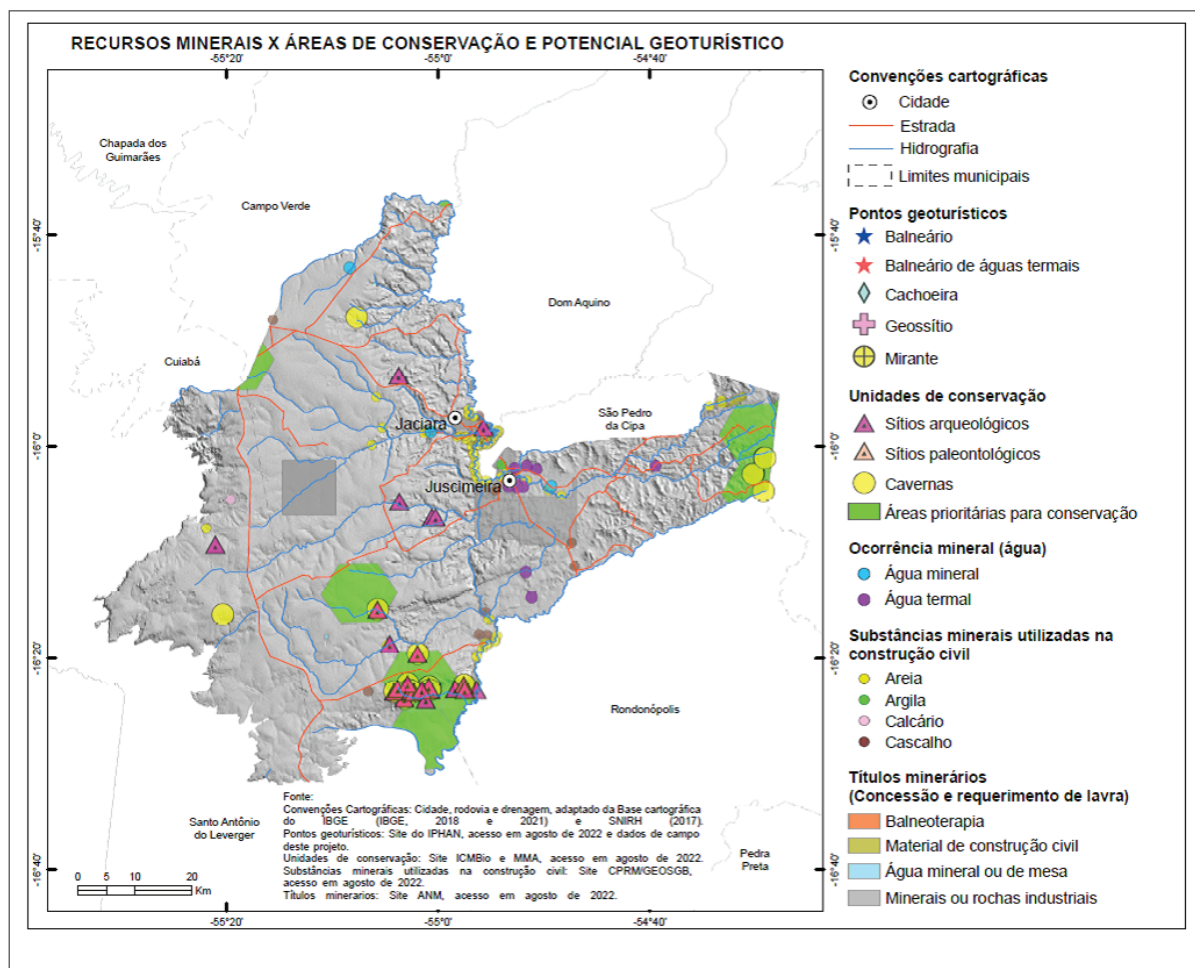 RECURSOS MINERAIS X ÁREAS DE CONSERVAÇÃO E POTENCIAL GEOTURÍSTICO
-55°20'
-55°0'
-54°40'
Chapada dos
Guimarães
Campo Verde
-15°40'
-15°40'
Dom Aquino
Cuiabá
São Pedro
da Cipa
Jaciara
-16°0'
-16°0'
Juscimeira
-16°20'
-16°20'
Rondonópolis
Santo Antônio
do Leverger
Pedra
Preta
-16°40'
-16°40'
0 5 10 20
Km
-55°20'
-55°0'
-54°40'
Fonte:
Convenções Cartográficas: Cidade, rodovia e drenagem, adaptado da Base cartográfica
do IBGE (IBGE, 2018 e 2021) e SNIRH (2017).
Pontos geoturísticos: Site do IPHAN, acesso em agosto de 2022 e dados de campo
deste projeto.
Unidades de conservação: Site ICMBio e MMA, acesso em agosto de 2022.
Substâncias minerais utilizadas na construção civil: Site CPRM/GEOSGB,
acesso em agosto de 2022.
Títulos minerarios: Site ANM, acesso em agosto de 2022.
Convenções cartográficas
Cidade
Estrada
Hidrografia
Limites municipais
Pontos geoturísticos
Balneário
Balneário de águas termais
Cachoeira
Geossítio
Mirante
Unidades de conservação
Sítios arqueológicos
Sítios paleontológicos
Cavernas
Áreas prioritárias para conservação
Ocorrência mineral (água)
Água mineral
Água termal
Substâncias minerais utilizadas na
construção civil
Areia
Argila
Calcário
Cascalho
Títulos minerários
(Concessão e requerimento de lavra)
Balneoterapia
Material de construção civil
Água mineral ou de mesa
Minerais ou rochas industriais